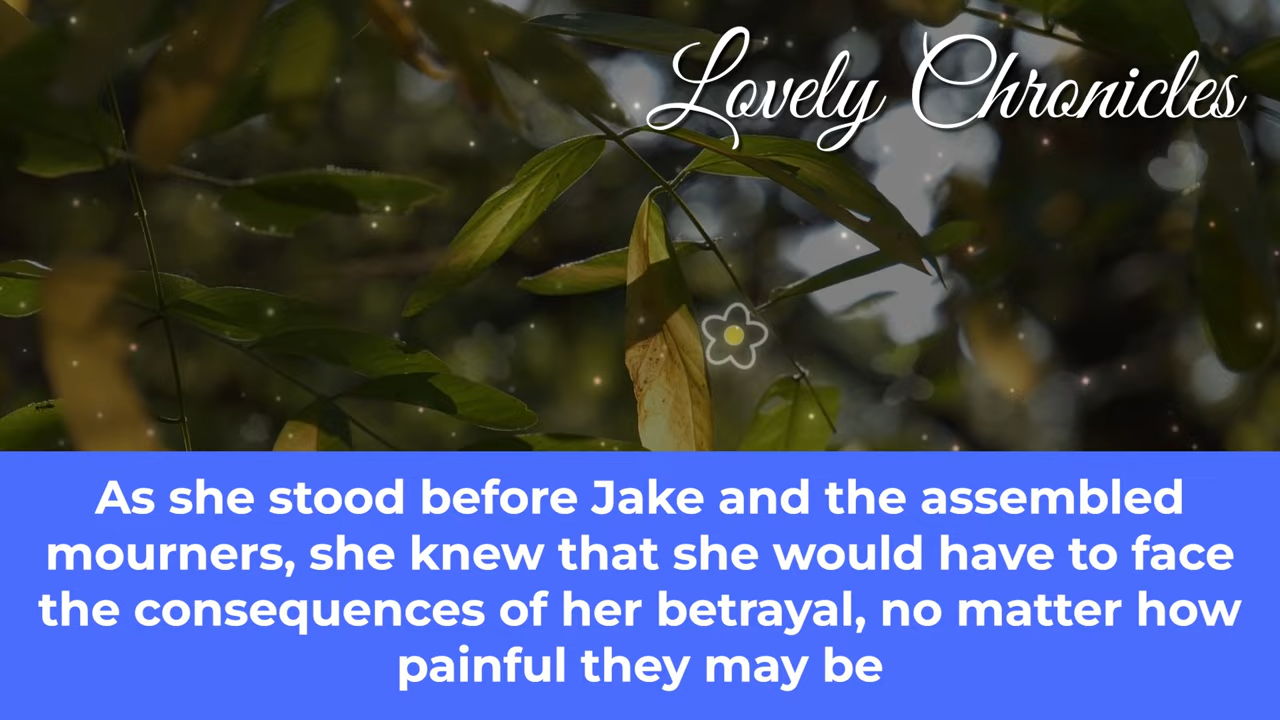 Lovely Chronicles
As she stood before Jake and the assembled
mourners, she knew that she would have to face
the consequences of her betrayal, no matter how
painful they may be